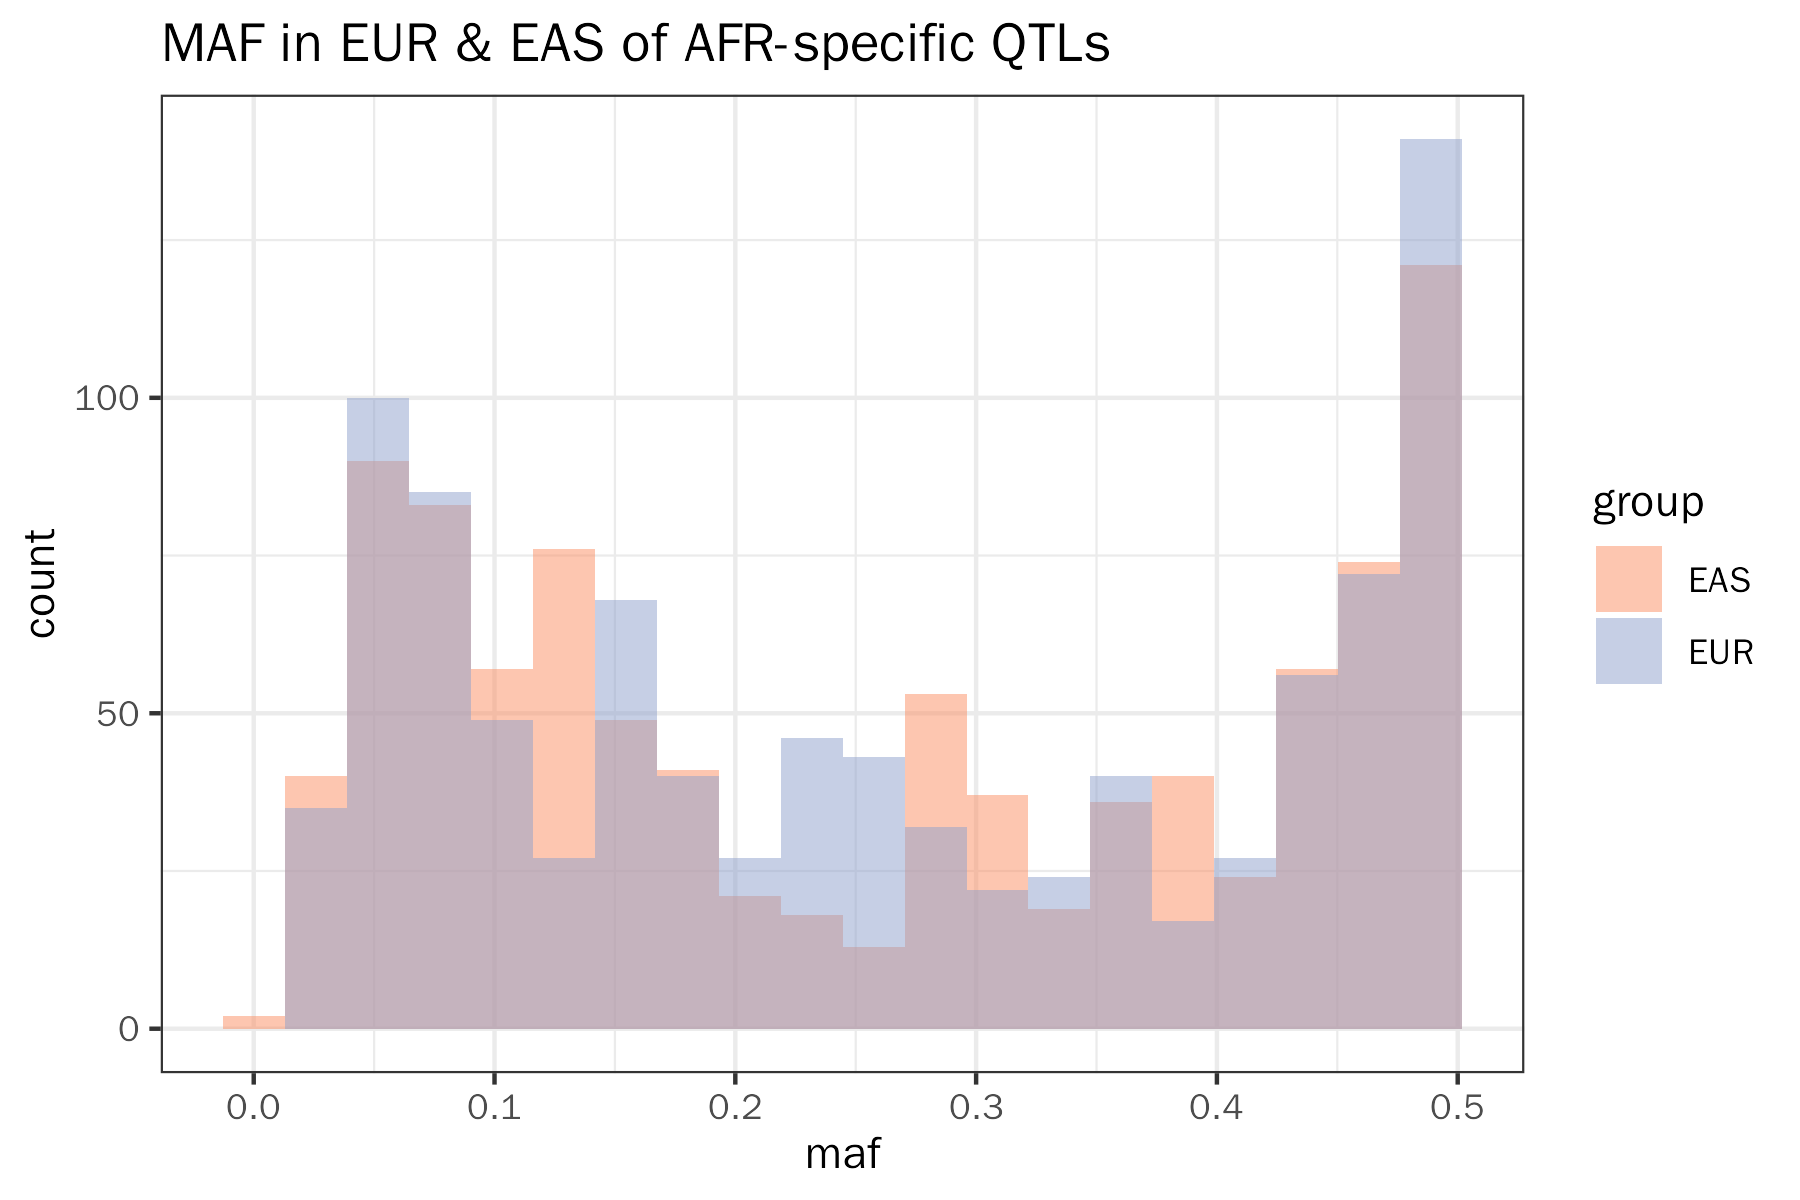 MAF in EUR & EAS of AFR-specific QTLs
count
100
50
0
0.0 0.1 0.2 0.3 0.4 0.5
maf
group
EAS
EUR